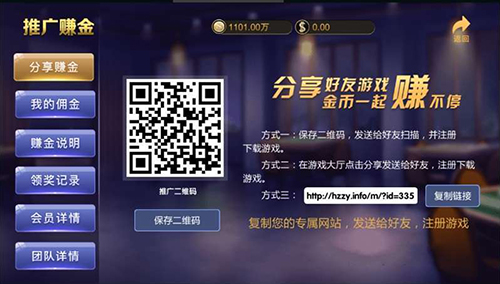 推广赚金
1101.00万
0.00
返回
分享赚金
我的佣金
赚金说明
领奖记录
会员详情
团队详情
推广二维码
保存二维码
分享好友游戏
金币一起赚不停
方式一：保存二维码，发送给好友扫描，并注册
下载游戏。
方式二：在游戏大厅点击分享发送给好友，注册下载
游戏。
方式三：
http://hzzy.info/m/?id=335
复制链接
复制您的专属网站，发送给好友，注册游戏